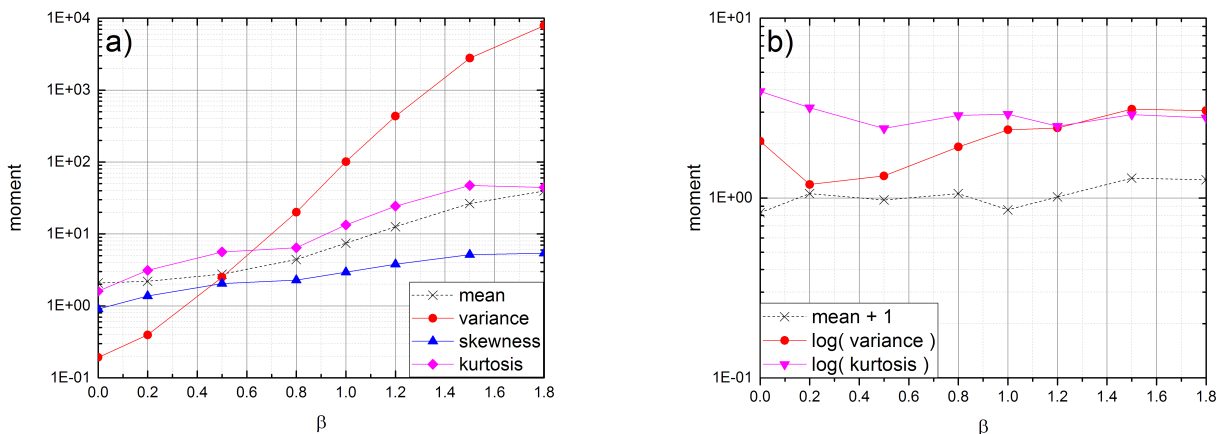 a)
1E+04
1E+03
1E+02
1E+01
1E+00
1E-01
moment
0.0 0.2 0.4 0.6 0.8 1.0 1.2 1.4 1.6 1.8
β
mean
variance
skewness
kurtosis
b)
1E+01
1E+00
1E-01
moment
0.0 0.2 0.4 0.6 0.8 1.0 1.2 1.4 1.6 1.8
β
mean + 1
log( variance )
log( kurtosis )